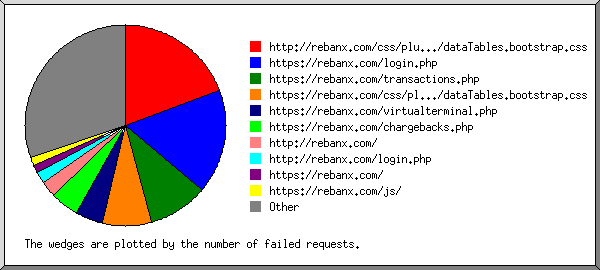 http://rebanx.com/css/plu.../dataTables.bootstrap.css
https://rebanx.com/login.php
https://rebanx.com/transactions.php
https://rebanx.com/css/pl.../dataTables.bootstrap.css
https://rebanx.com/virtualterminal.php
https://rebanx.com/chargebacks.php
http://rebanx.com/
http://rebanx.com/login.php
https://rebanx.com/
https://rebanx.com/js/
Other
The wedges are plotted by the number of failed requests.